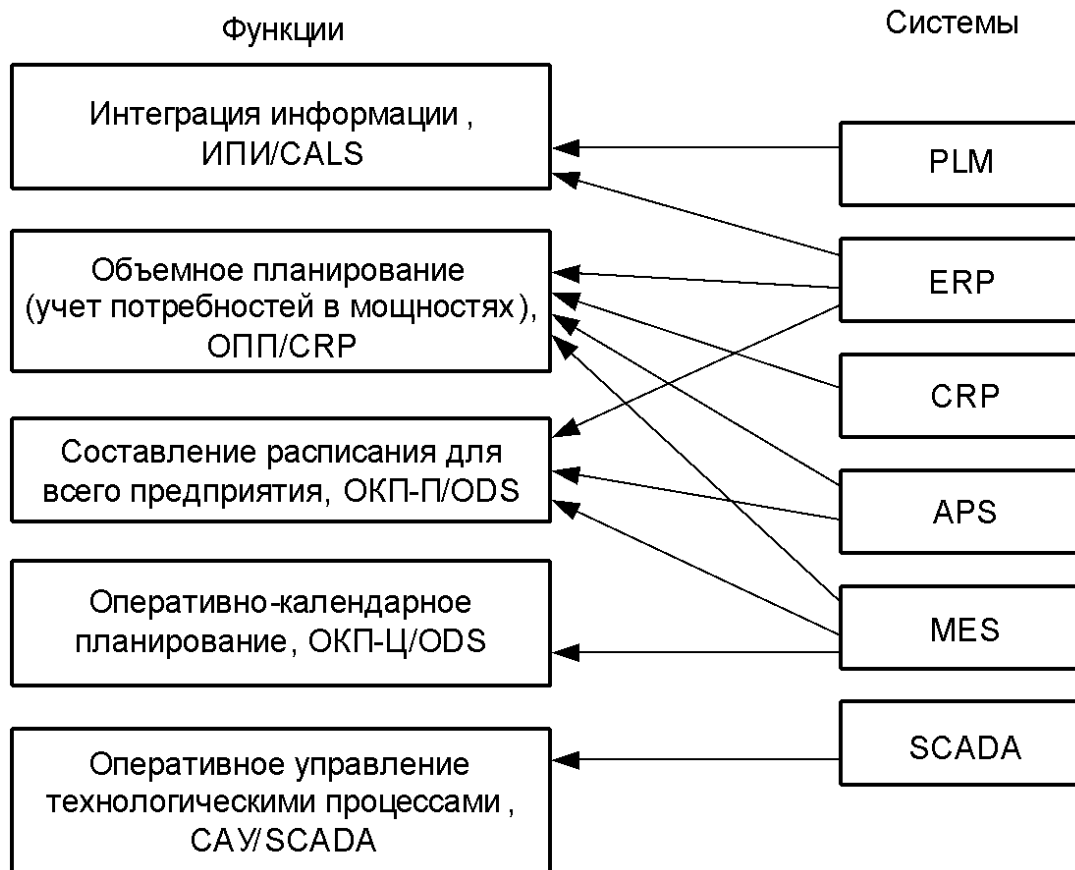 Функции
Системы
Интеграция информации ,
ИПИ/CALS
Объемное планирование
(учет потребностей в мощностях),
ОПП/CRP
Составление расписания для
всего предприятия, ОКП-П/ODS
Оперативно-календарное
планирование, ОКП-Ц/ODS
Оперативное управление
технологическими процессами ,
САУ/SCADA
PLM
ERP
CRP
APS
MES
SCADA